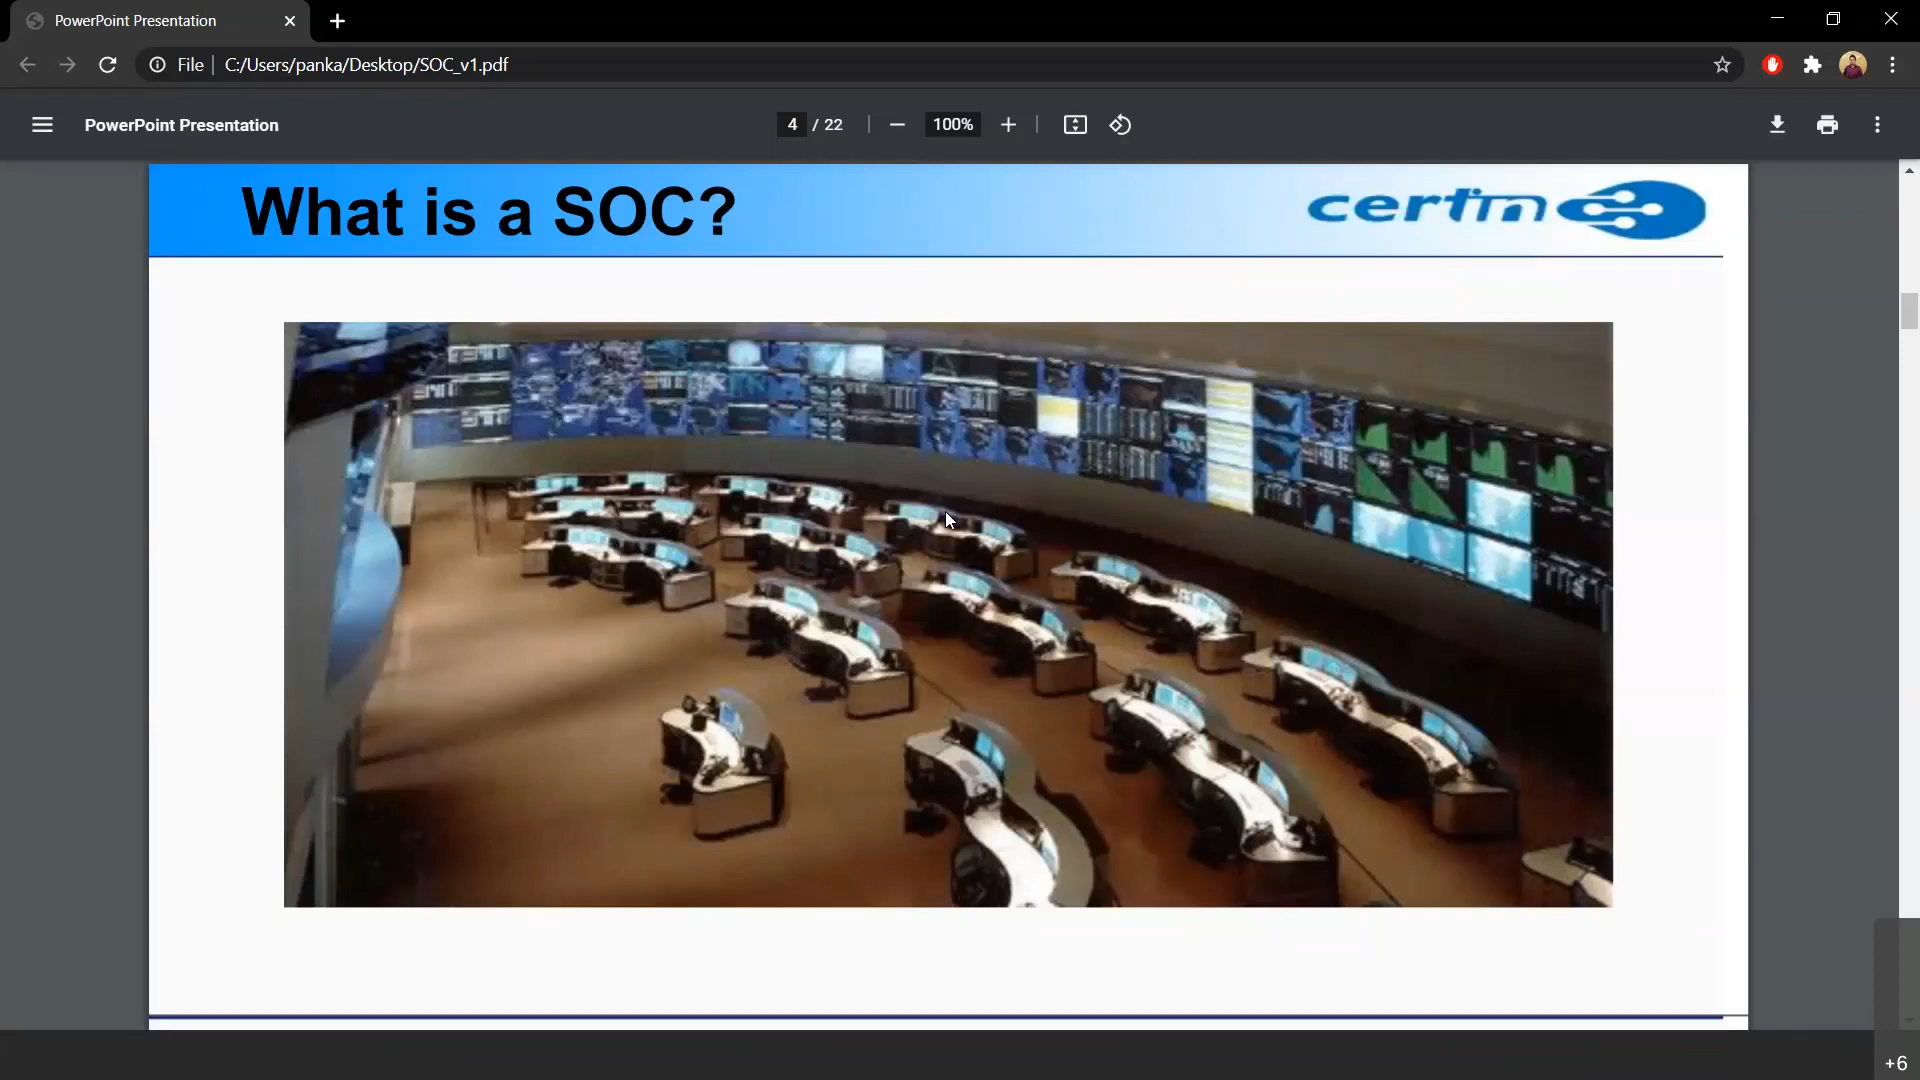 PowerPoint Presentation
File
C:/Users/panka/Desktop/SOC_v1.pdf
PowerPoint Presentation
4 / 22
100%
What is a SOC?
certin
+6